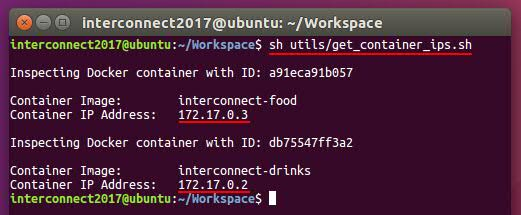 interconnect2017@ubuntu: ~/Workspace
interconnect2017@ubuntu:~/Workspace$ sh utils/get_container_ips.sh
Inspecting Docker container with ID: a91eca91b057
Container Image: interconnect-food
Container IP Address: 172.17.0.3
Inspecting Docker container with ID: db75547ff3a2
Container Image: interconnect-drinks
Container IP Address: 172.17.0.2
interconnect2017@ubuntu:~/Workspace$